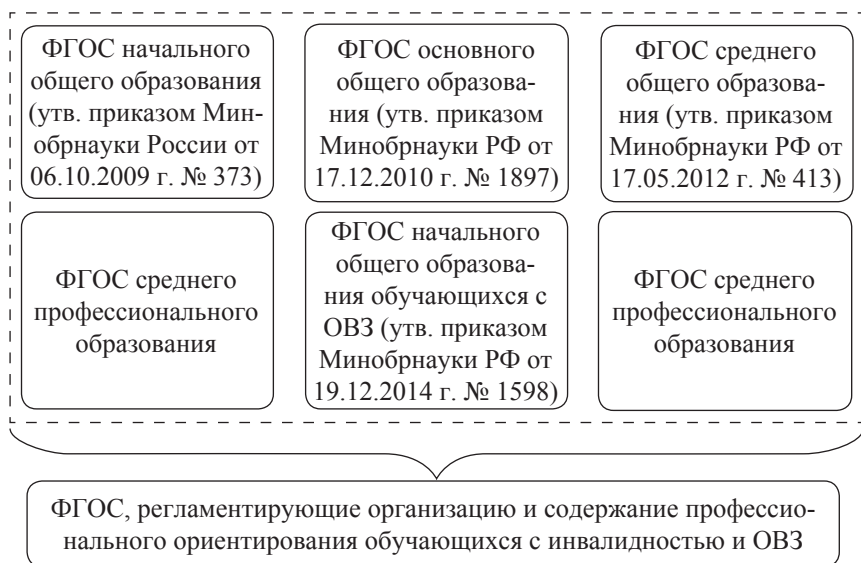 ФГОС начального
общего образования
(утв. приказом Мин-
обрнауки России от
06.10.2009 г. № 373)
ФГОС основного
общего образова-
ния (утв. приказом
Минобрнауки РФ от
17.12.2010 г. № 1897)
ФГОС среднего
общего образова-
ния (утв. приказом
Минобрнауки РФ от
17.05.2012 г. № 413)
ФГОС среднего
профессионального
образования
ФГОС начального
общего образова-
ния обучающихся с
ОВЗ (утв. приказом
Минобрнауки РФ от
19.12.2014 г. № 1598)
ФГОС среднего
профессионального
образования
ФГОС, регламентирующие организацию и содержание профессио-
нального ориентирования обучающихся с инвалидностью и ОВЗ